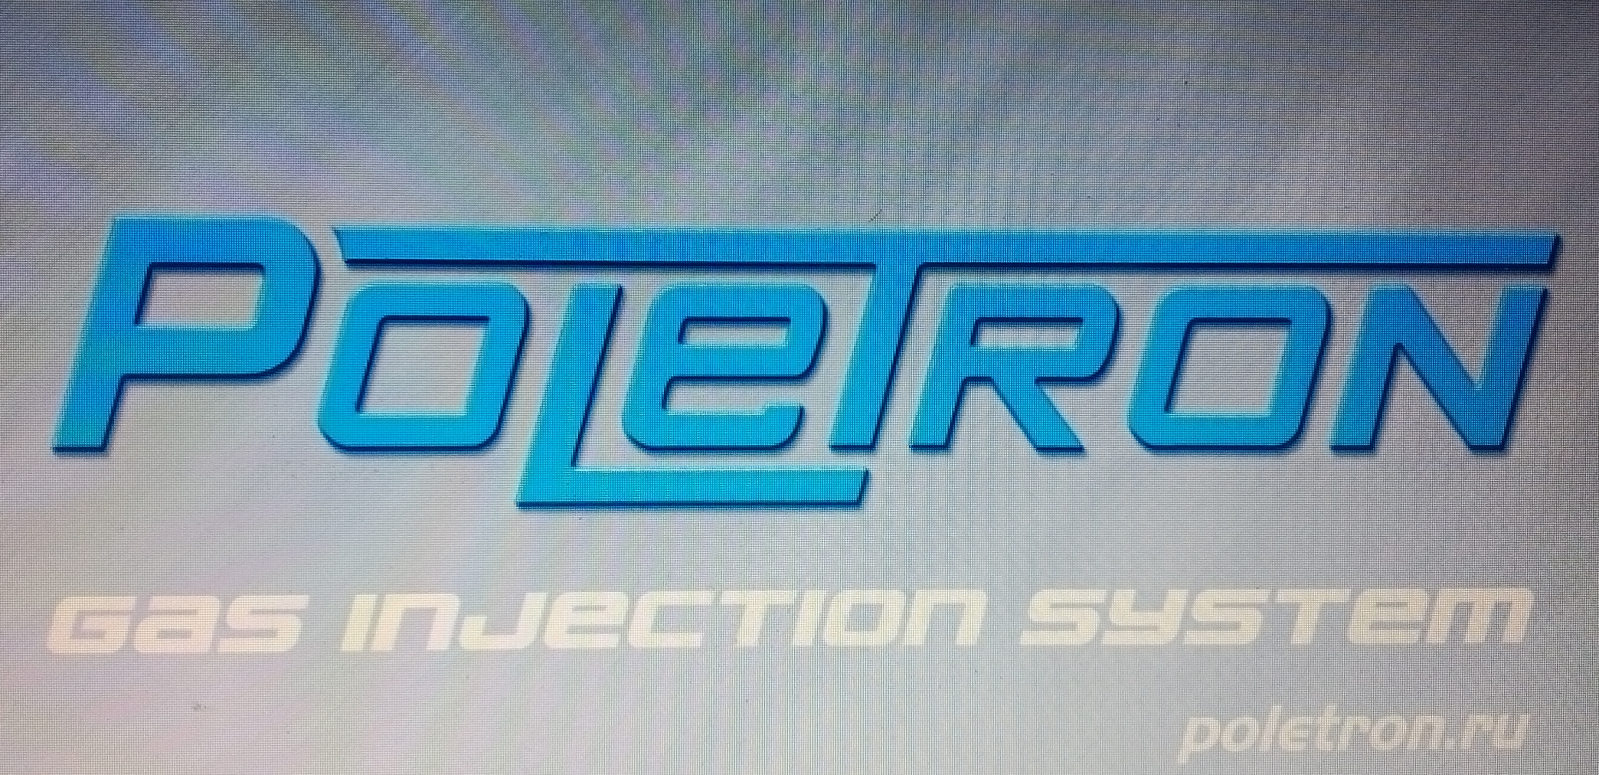 PoLeTRON
Gas Injection System
poletron.ru